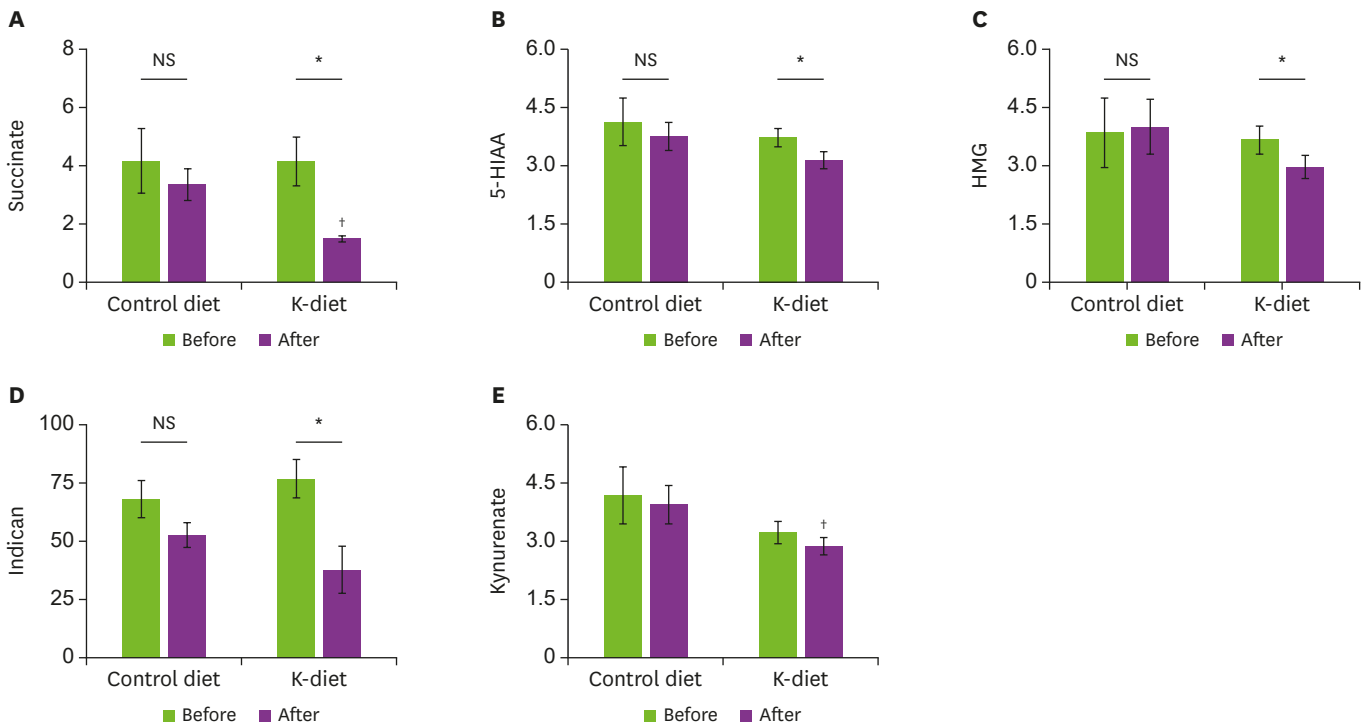 A
Succinate
8
6
4
2
0
NS
*
†
Control diet
K-diet
Before After
B
5-HIAA
6.0
4.5
3.0
1.5
0
NS
*
Control diet
K-diet
Before After
C
HMG
6.0
4.5
3.0
1.5
0
NS
*
Control diet
K-diet
Before After
D
Indican
100
75
50
25
0
NS
*
Control diet
K-diet
Before After
E
Kynurenate
6.0
4.5
3.0
1.5
0
†
Control diet
K-diet
Before After